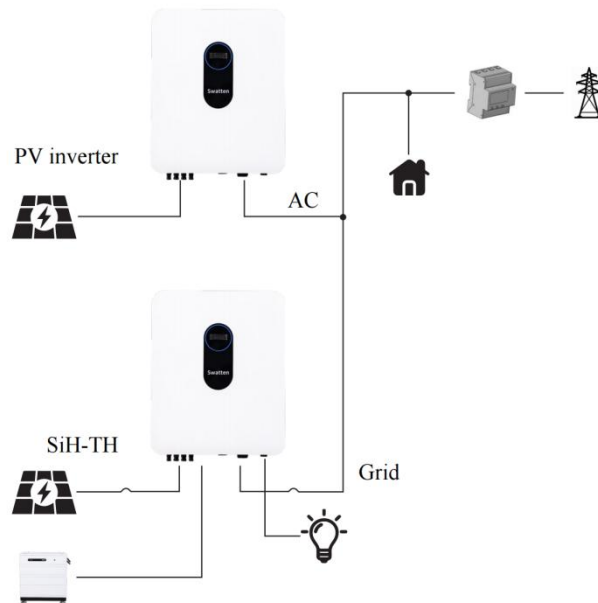 Swatten
PV inverter
AC
Swatten
SiH-TH
Grid